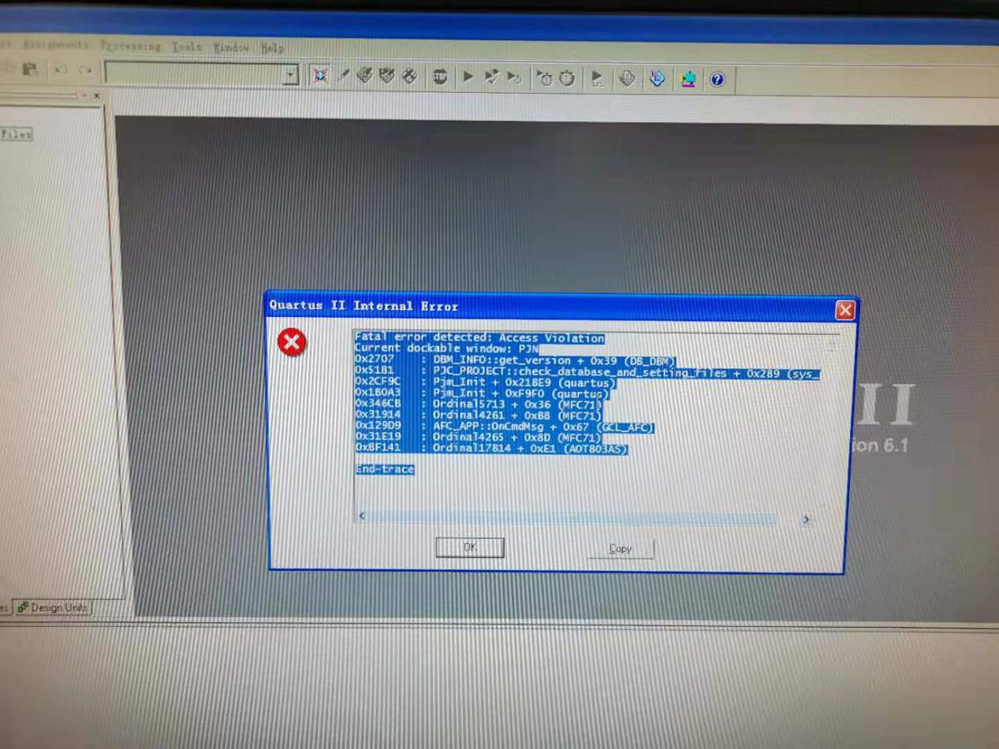 Assignments Processing Tools Window Help
STOP
Files
Quartus II Internal Error
Fatal error detected: Access Violation
Current dockable window: PJN
0x2707 : DBM_INFO::get_version + 0x39 (DB_DBM)
0x51B1 : PJC_PROJECT::check_database_and_setting_files + 0x289 (sys_
0x2CF9C : Pjm_Init + 0x218E9 (quartus)
0x1B0A3 : Pjm_Init + 0xF9F0 (quartus)
0x346CB : Ordinal5713 + 0x36 (MFC71)
0x31914 : Ordinal4261 + 0xB8 (MFC71)
0x129D9 : AFC_APP::OnCmdMsg + 0x67 (GCL_AFC)
0x31E19 : Ordinal4265 + 0x8D (MFC71)
0xBF141 : Ordinal17814 + 0xE1 (ADT803A5)
End-trace
II
ion 6.1
OK Copy
es Design Units